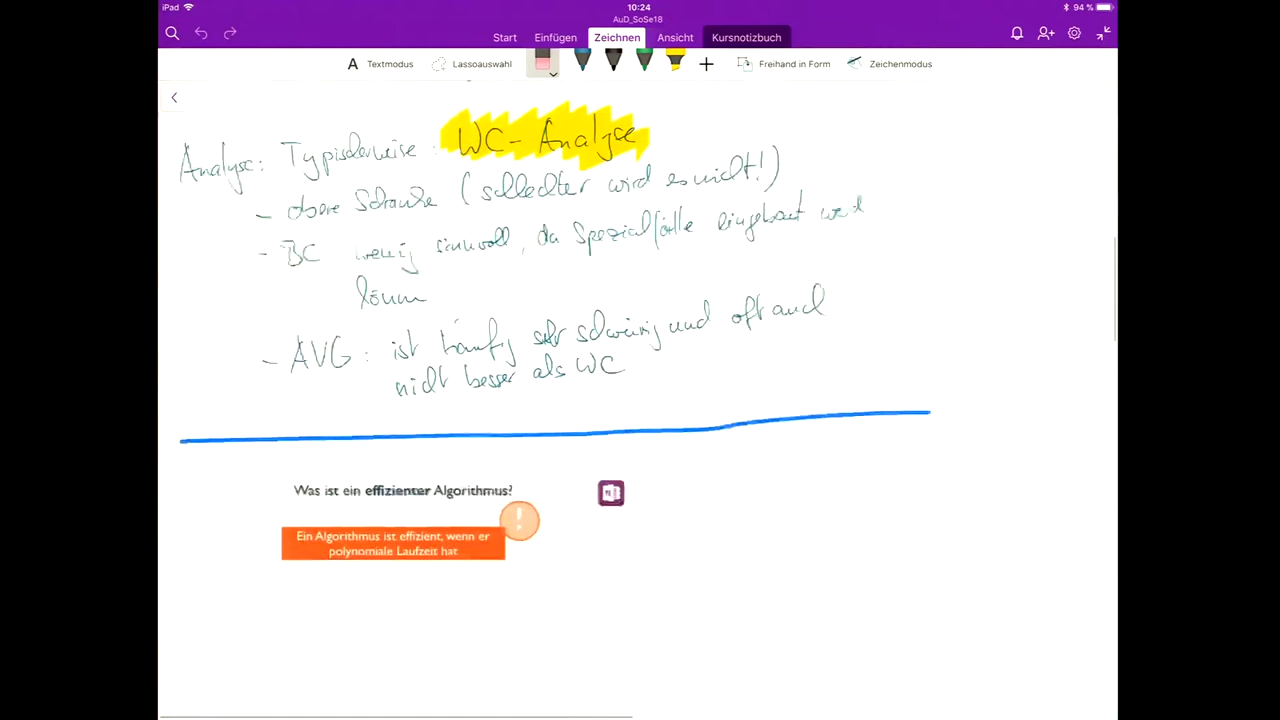 iPad 10:24 94 %
AuD_SoSe18
Start Einfügen Zeichnen Ansicht Kursnotizbuch
A Textmodus Lassoauswahl Freihand in Form Zeichenmodus
Analyse: Typischerweise: WC-Analyse
- obere Schranke (schlechter wird es nicht!)
- BC wenig sinnvoll, da Spezialfälle eingebaut
können
- AVG: ist häufig sehr schwierig und oft auch
nicht besser als WC
Was ist ein effizienter Algorithmus?
!
Ein Algorithmus ist effizient, wenn er
polynomiale Laufzeit hat